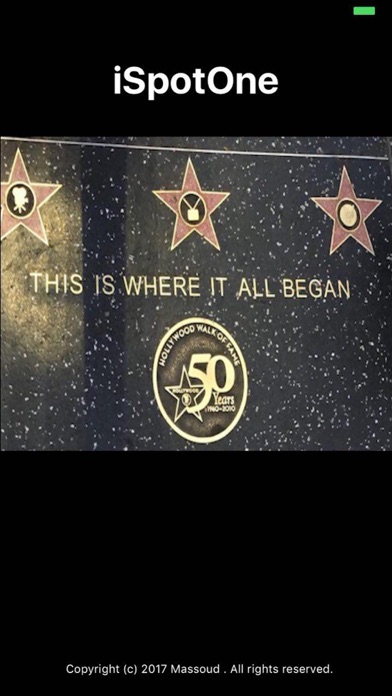 iSpotOne
THIS IS WHERE IT ALL BEGAN
HOLLYWOOD WALK OF FAME
50
HOLLYWOOD
Years
1960-2010
Copyright (c) 2017 Massoud . All rights reserved.